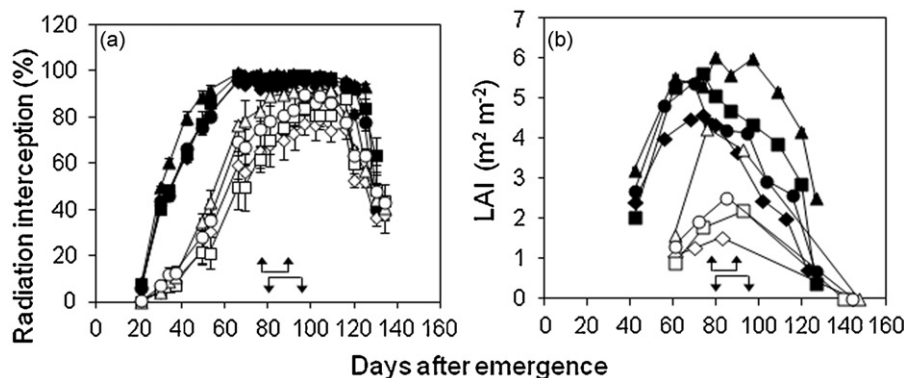 (a)
Radiation interception (%)
120
100
80
60
40
20
0
0 20 40 60 80 100 120 140 160
(b)
LAI (m² m⁻²)
7
6
5
4
3
2
1
0
0 20 40 60 80 100 120 140 160
Days after emergence